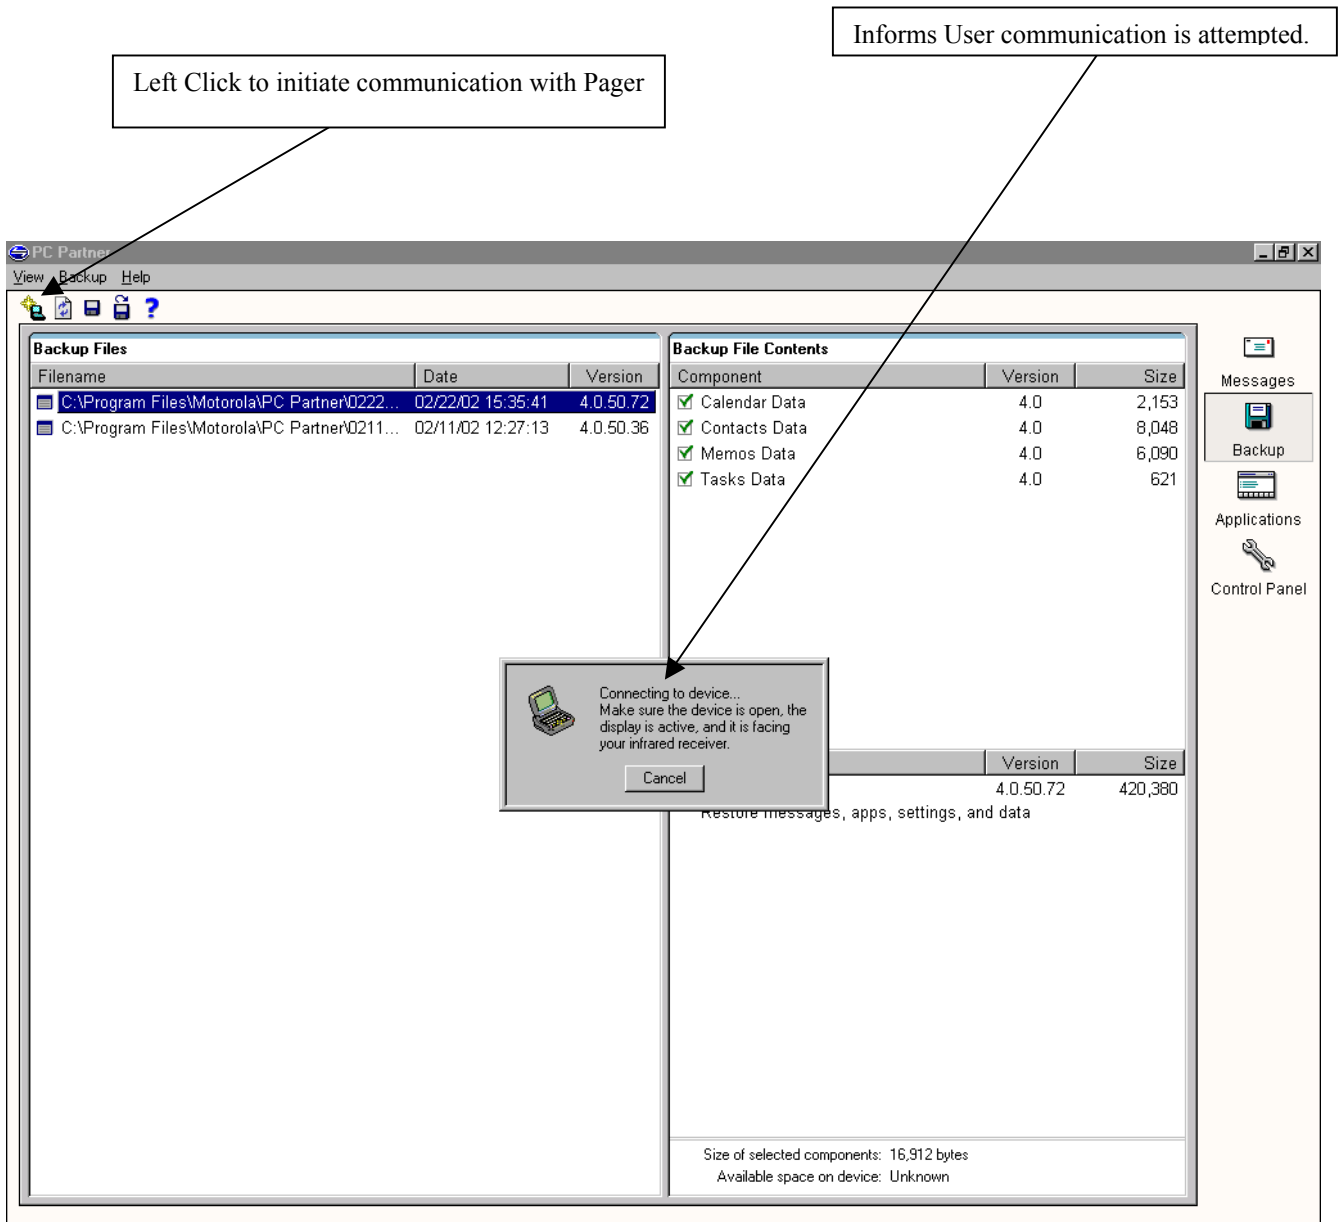 Informs User communication is attempted.
Left Click to initiate communication with Pager
PC Partner
View Backup Help
Backup Files
Filename Date Version
C:\Program Files\Motorola\PC Partner\0222... 02/22/02 15:35:41 4.0.50.72
C:\Program Files\Motorola\PC Partner\0211... 02/11/02 12:27:13 4.0.50.36
Backup File Contents
Component Version Size
Calendar Data 4.0 2,153
Contacts Data 4.0 8,048
Memos Data 4.0 6,090
Tasks Data 4.0 621
Messages
Backup
Applications
Control Panel
Connecting to device...
Make sure the device is open, the
display is active, and it is facing
your infrared receiver.
Cancel
Version Size
4.0.50.72 420,380
Restore messages, apps, settings, and data
Size of selected components: 16,912 bytes
Available space on device: Unknown